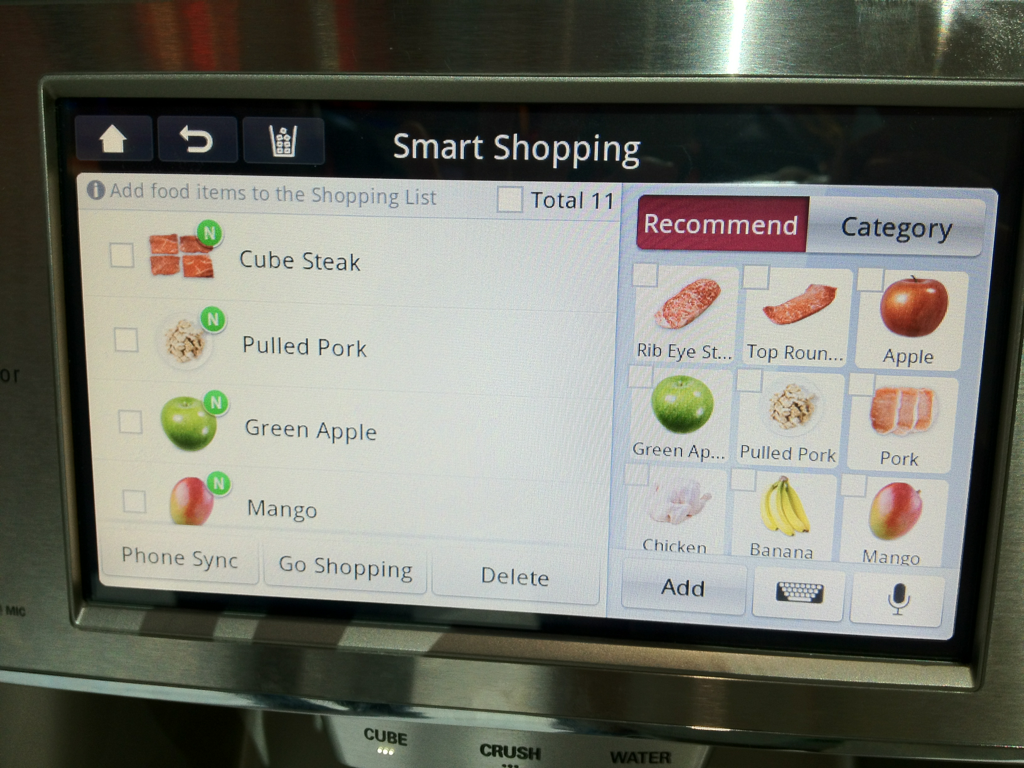 Smart Shopping
Add food items to the Shopping List
Total 11
N
Cube Steak
N
Pulled Pork
N
Green Apple
N
Mango
Phone Sync
Go Shopping
Delete
Recommend
Category
Rib Eye St...
Top Roun...
Apple
Green Ap...
Pulled Pork
Pork
Chicken
Banana
Mango
Add
or
MIC
CUBE
CRUSH
WATER